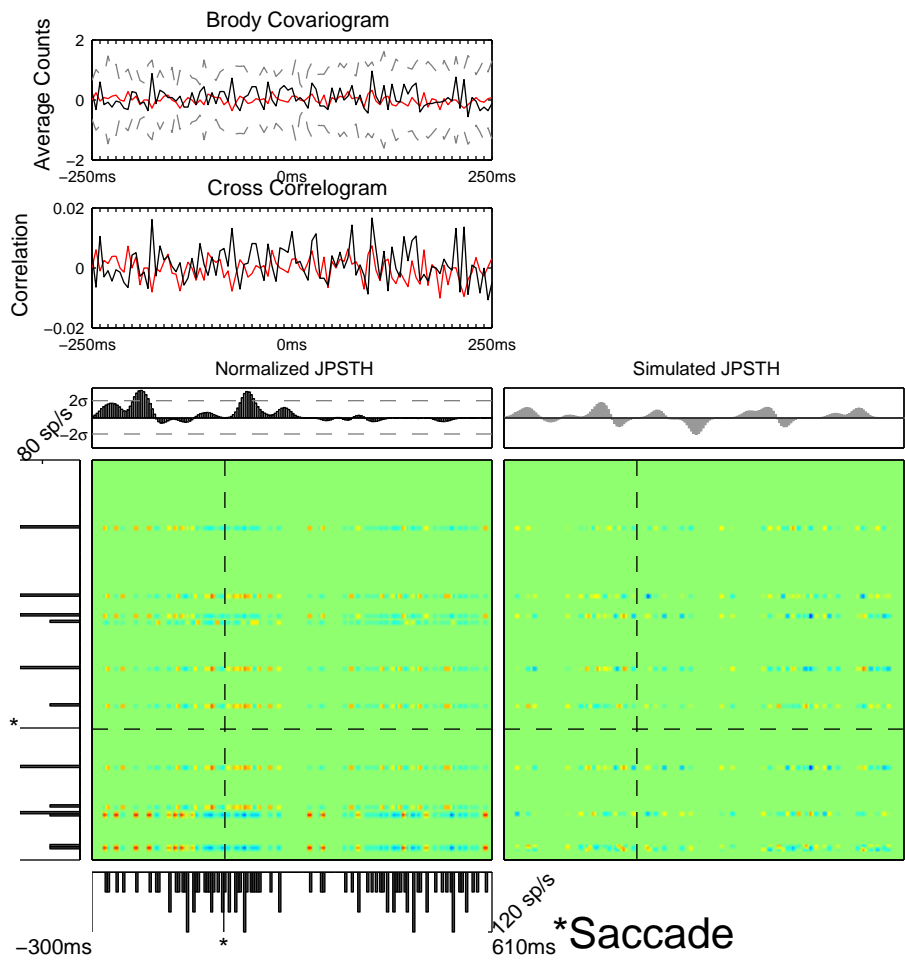 Brody Covariogram
2
0
−2
Average Counts
−250ms
0ms
250ms
Cross Correlogram
0.02
0
−0.02
Correlation
−250ms
0ms
250ms
Normalized JPSTH
Simulated JPSTH
2σ
−2σ
80 sp/s
*
120 sp/s
−300ms
*
610ms
*Saccade